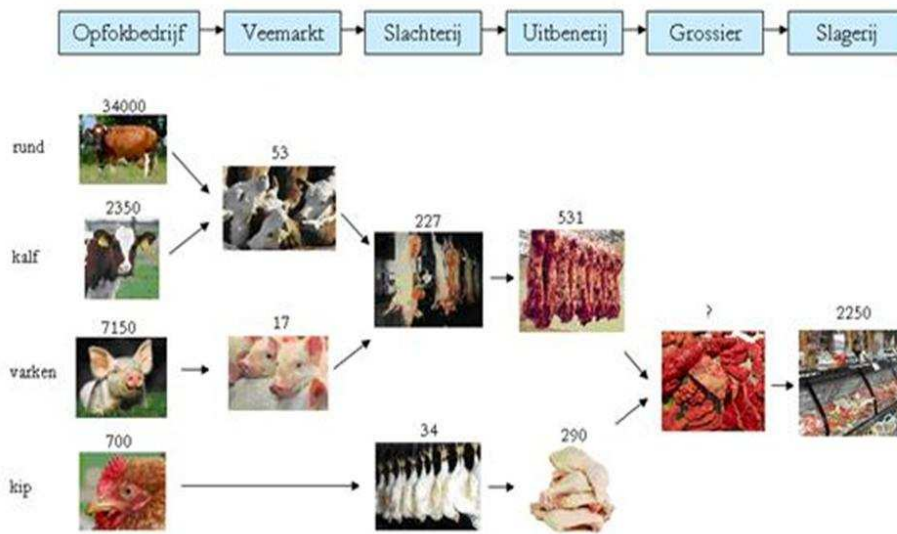 Opfokbedrijf
Veemarkt
Slachterij
Uitbenerij
Grossier
Slagerij
34000
rund
53
2350
227
531
kalf
7150
17
?
2250
varken
700
34
290
kip